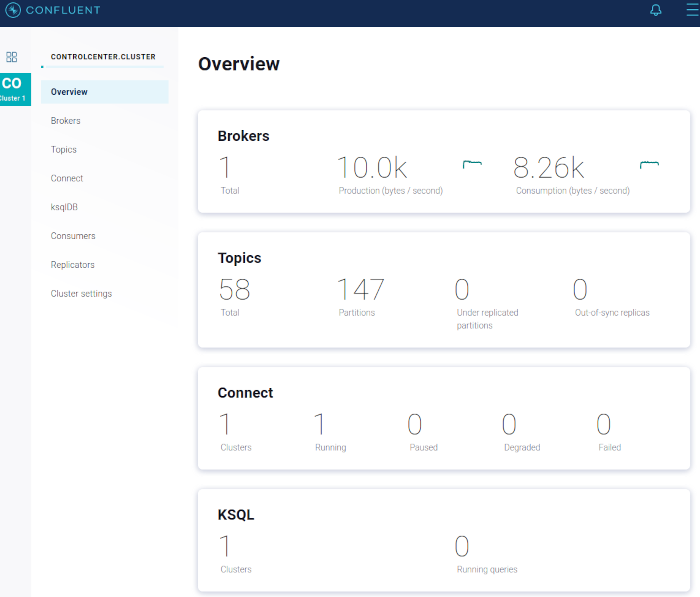 CONFLUENT
CO
Cluster 1
CONTROLCENTER.CLUSTER
Overview
Brokers
Topics
Connect
ksqlDB
Consumers
Replicators
Cluster settings
Overview
Brokers
1 10.0k 8.26k
Total Production (bytes / second) Consumption (bytes / second)
Topics
58 147 0 0
Total Partitions Under replicated Out-of-sync replicas
partitions
Connect
1 1 0 0 0
Clusters Running Paused Degraded Failed
KSQL
1 0
Clusters Running queries